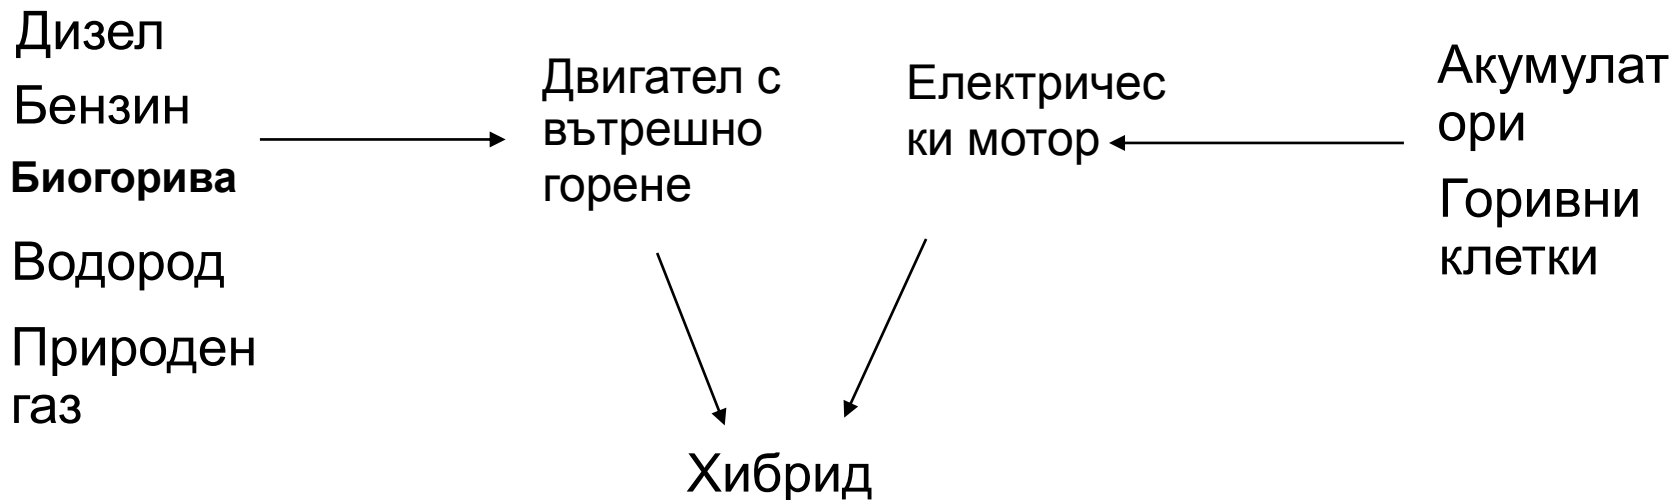 Дизел
Бензин
Биогорива
Водород
Природен
газ
Двигател с
вътрешно
горене
Електричес
ки мотор
Акумулат
ори
Горивни
клетки
Хибрид